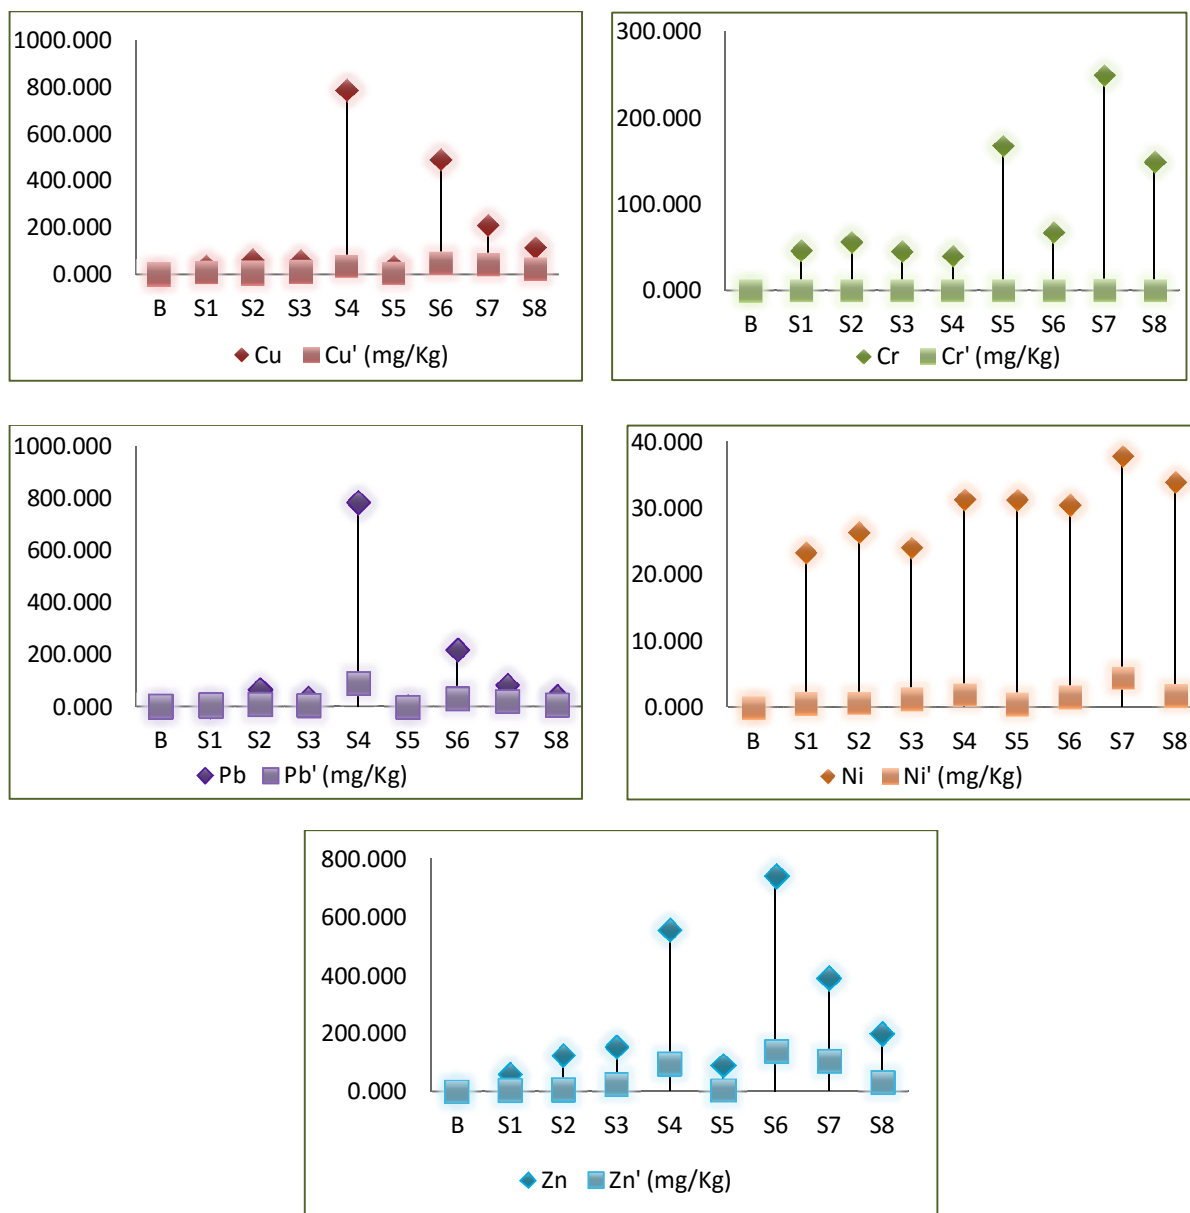 1000.000
800.000
600.000
400.000
200.000
0.000
B S1 S2 S3 S4 S5 S6 S7 S8
Cu Cu' (mg/Kg)
300.000
200.000
100.000
0.000
B S1 S2 S3 S4 S5 S6 S7 S8
Cr Cr' (mg/Kg)
1000.000
800.000
600.000
400.000
200.000
0.000
B S1 S2 S3 S4 S5 S6 S7 S8
Pb Pb' (mg/Kg)
40.000
30.000
20.000
10.000
0.000
B S1 S2 S3 S4 S5 S6 S7 S8
Ni Ni' (mg/Kg)
800.000
600.000
400.000
200.000
0.000
B S1 S2 S3 S4 S5 S6 S7 S8
Zn Zn' (mg/Kg)